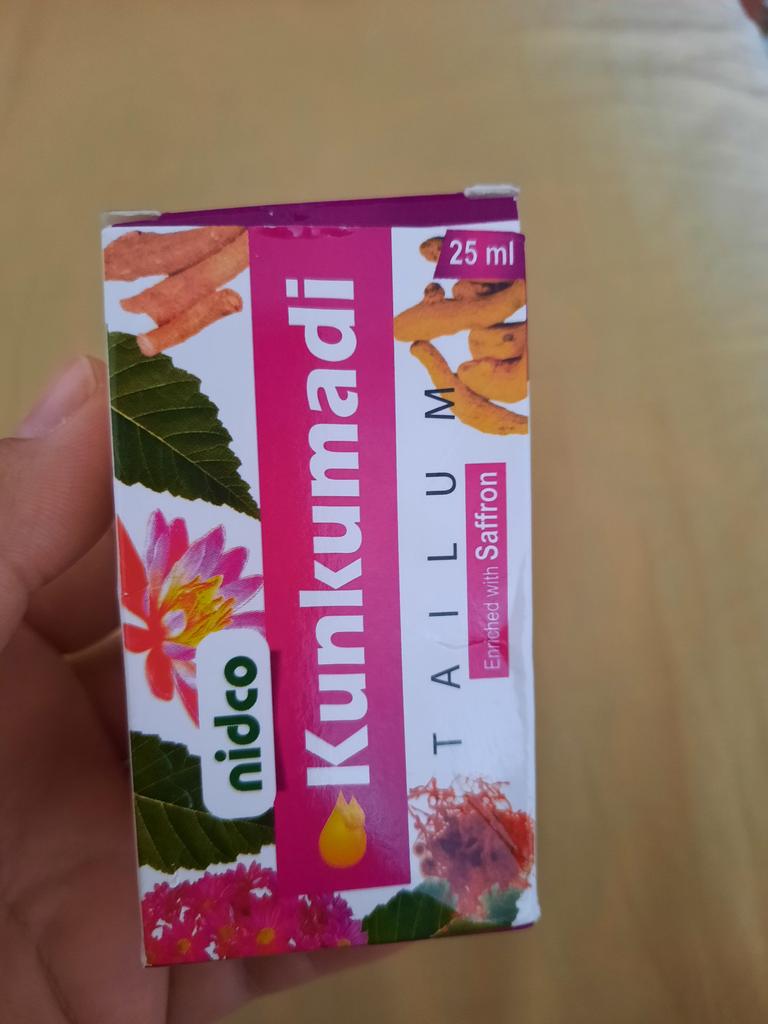 nidco
Kunkumadi
TAILUM
Enriched with Saffron
25 ml